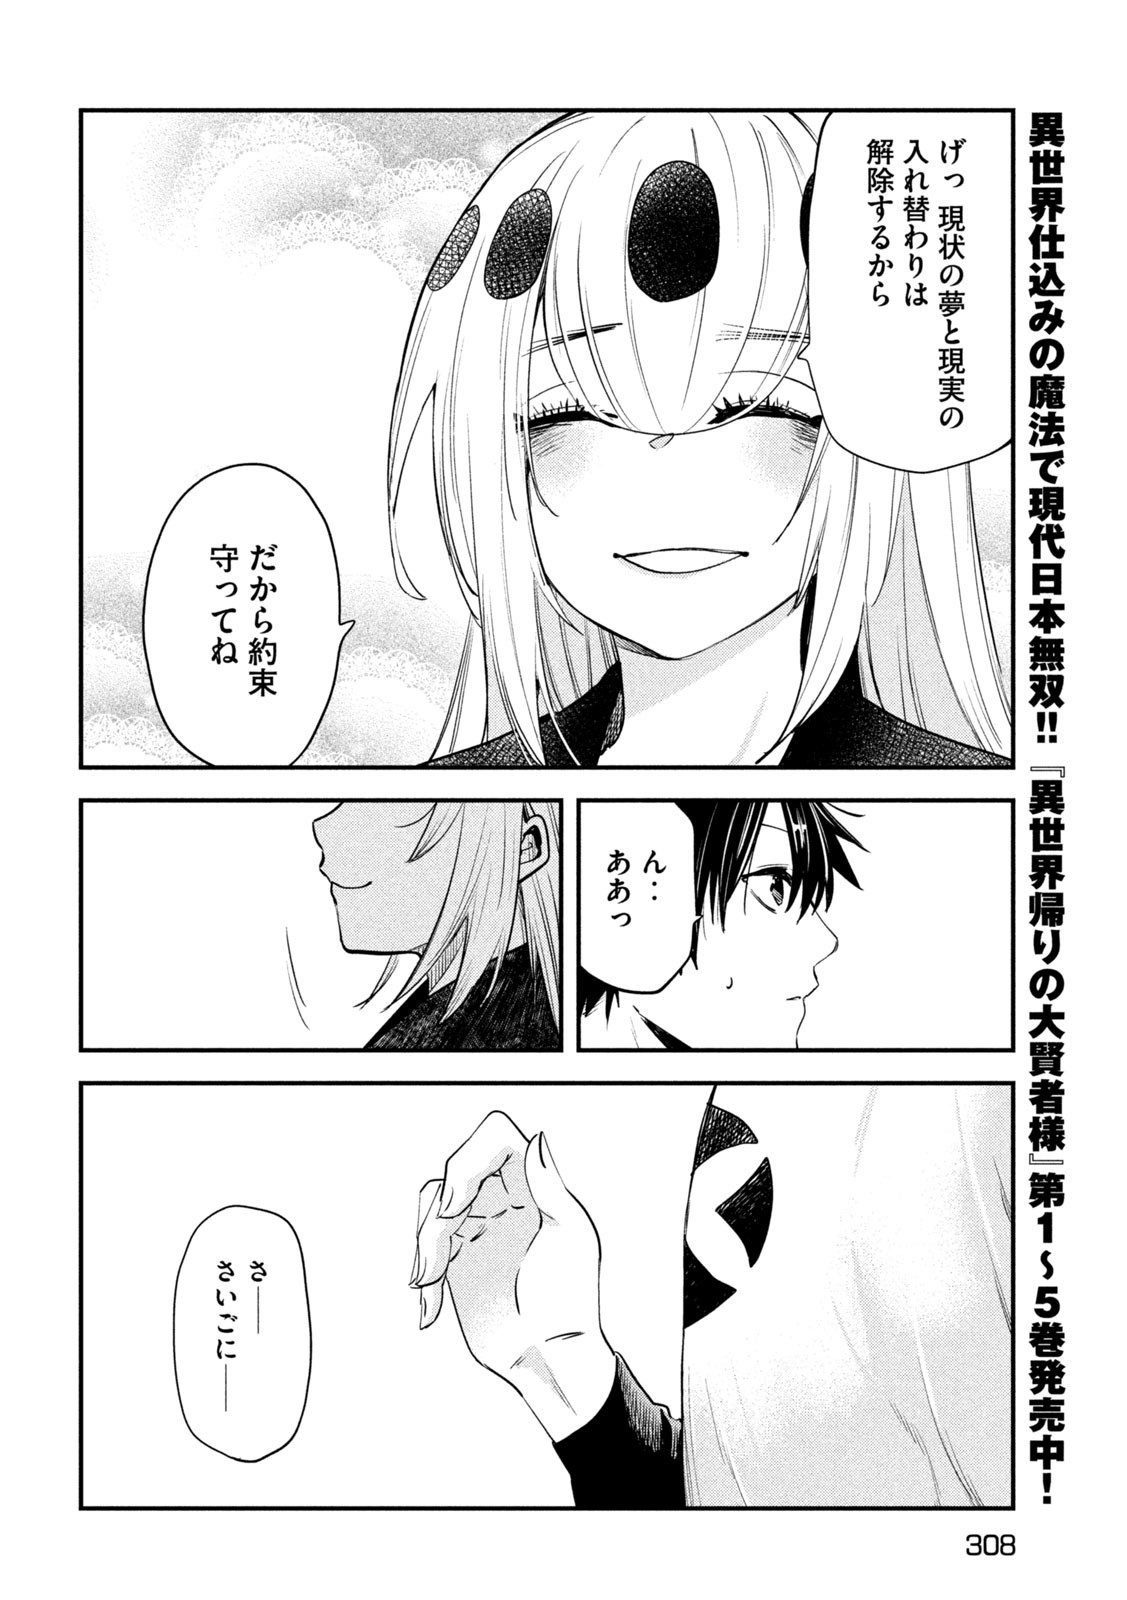 異世界仕込みの魔法で現代日本無双!!『異世界帰りの大賢者様』第1~5巻発売中!
げっ 現状の夢と現実の
入れ替わりは
解除するから
だから約束
守ってね
ん‥
ああっ
さ──
さいごに──
308